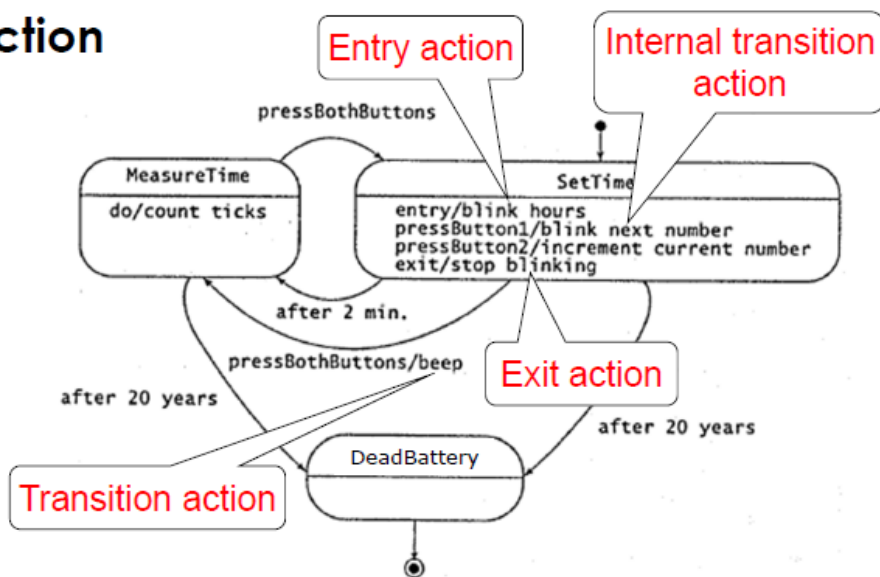 ction
Entry action
Internal transition
action
pressBothButtons
MeasureTime
do/count ticks
SetTime
entry/blink hours
pressButton1/blink next number
pressButton2/increment current number
exit/stop blinking
after 2 min.
pressBothButtons/beep
Exit action
after 20 years
after 20 years
DeadBattery
Transition action